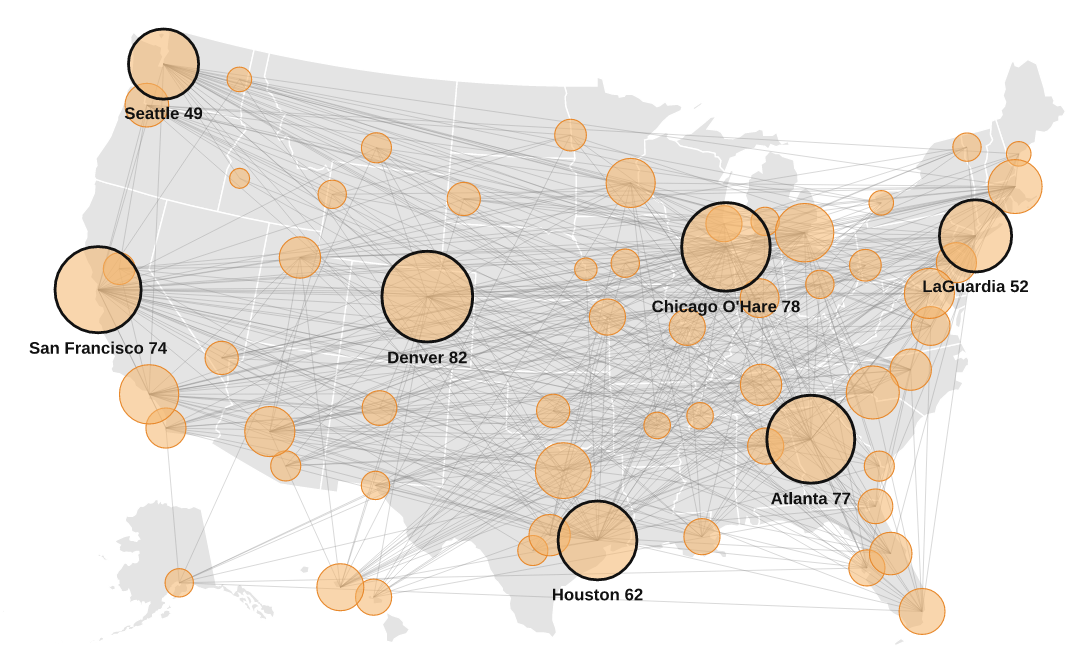 Seattle 49
LaGuardia 52
Chicago O'Hare 78
San Francisco 74
Denver 82
Atlanta 77
Houston 62